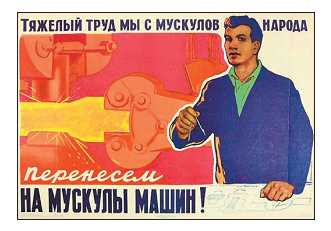 ТЯЖЕЛЫЙ ТРУД МЫ С МУСКУЛОВ НАРОДА
перенесем
НА МУСКУЛЫ МАШИН!